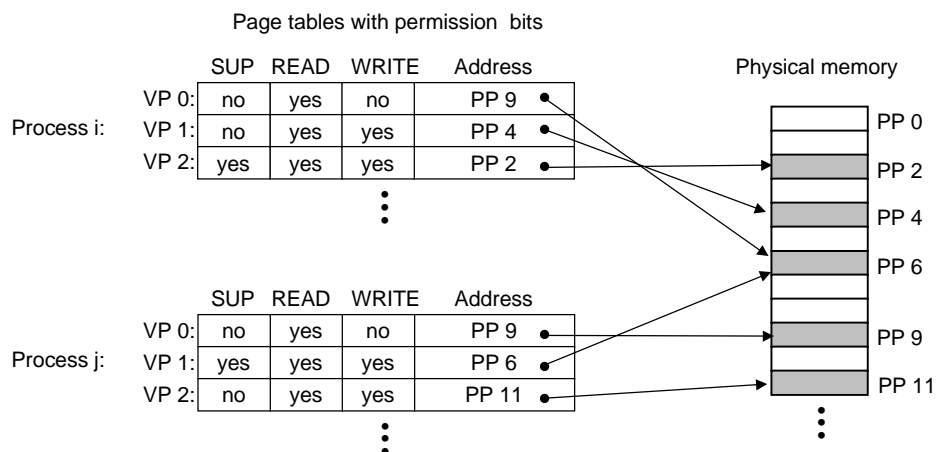 Page tables with permission bits
SUP READ WRITE Address
Physical memory
Process i:
VP 0: no yes no PP 9
VP 1: no yes yes PP 4
VP 2: yes yes yes PP 2
PP 0
PP 2
PP 4
PP 6
PP 9
PP 11
SUP READ WRITE Address
Process j:
VP 0: no yes no PP 9
VP 1: yes yes yes PP 6
VP 2: no yes yes PP 11